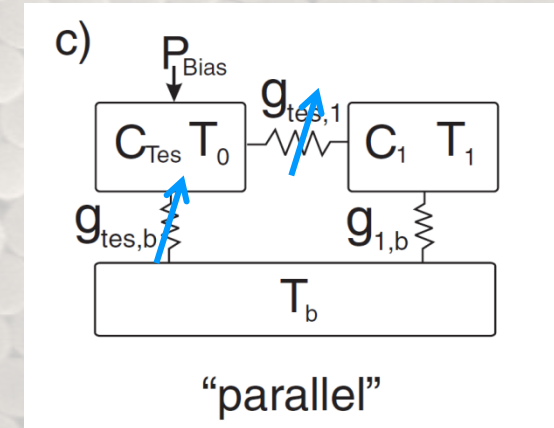 c)
P_Bias
g_tes,1
C_Tes T_0
C_1 T_1
g_tes,b
g_1,b
T_b
“parallel”